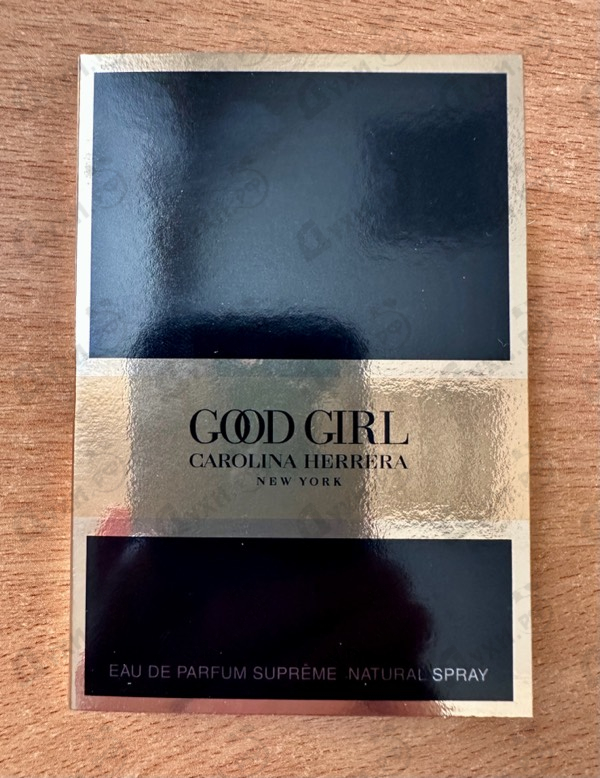 GOOD GIRL
CAROLINA HERRERA
NEW YORK
EAU DE PARFUM SUPRÊME NATURAL SPRAY